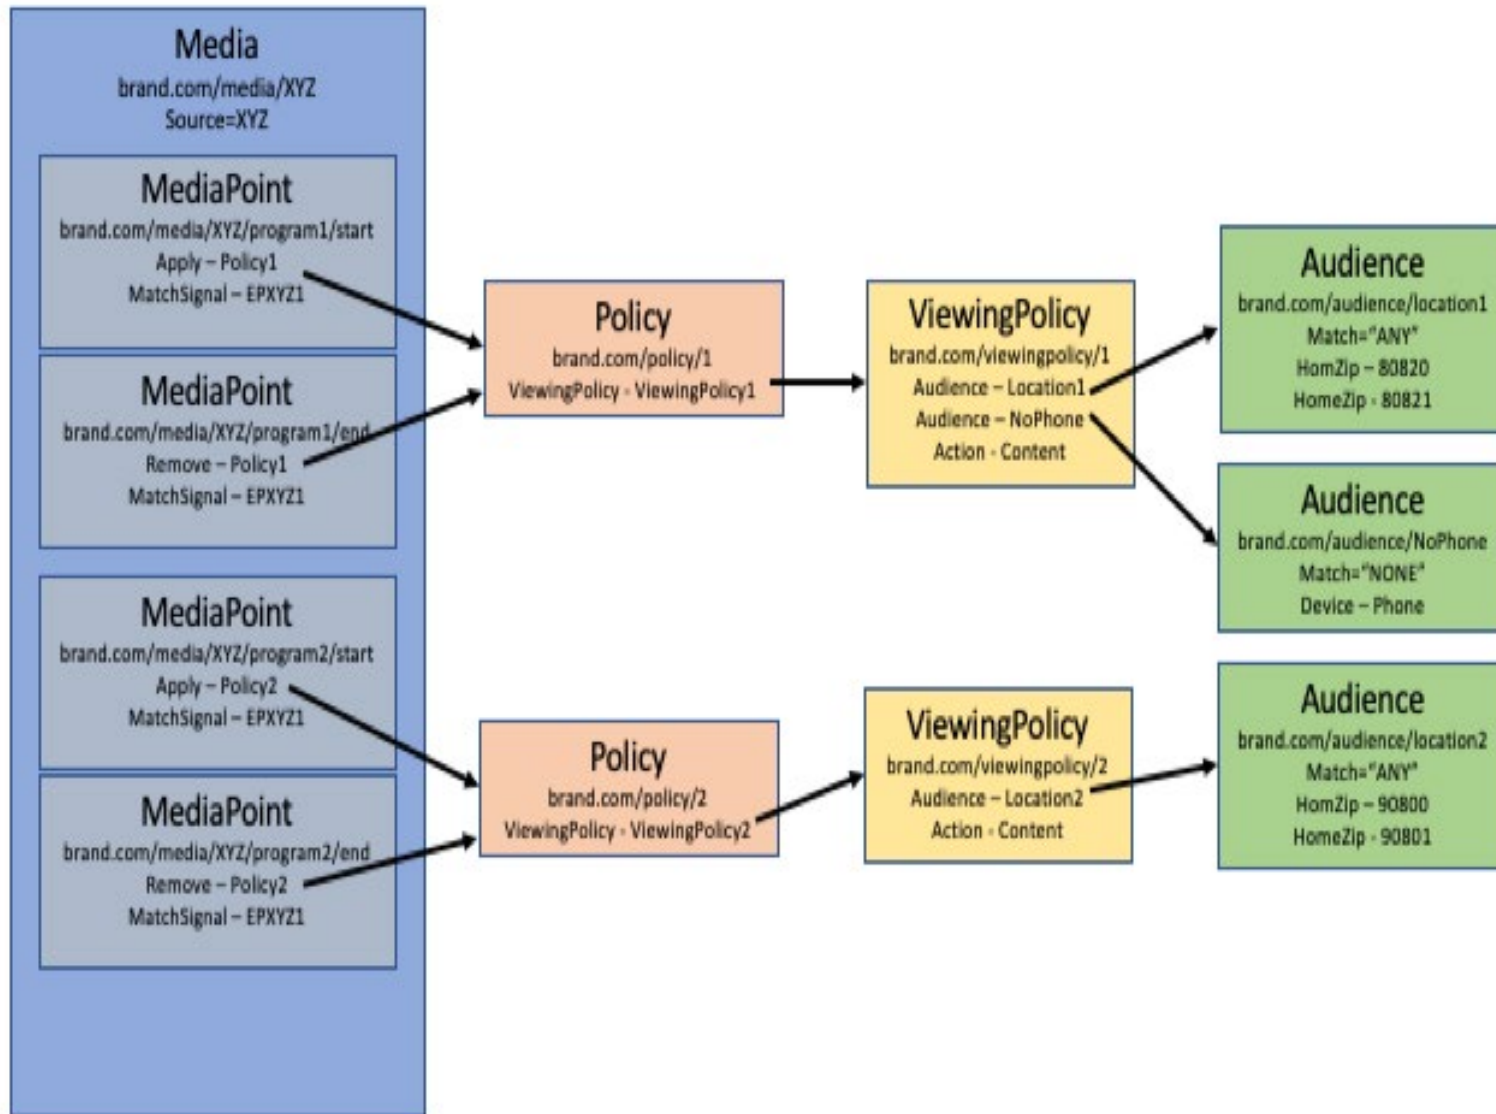 Media
brand.com/media/XYZ
Source=XYZ
MediaPoint
brand.com/media/XYZ/program1/start
Apply – Policy1
MatchSignal – EPXYZ1
MediaPoint
brand.com/media/XYZ/program1/end
Remove – Policy1
MatchSignal – EPXYZ1
MediaPoint
brand.com/media/XYZ/program2/start
Apply – Policy2
MatchSignal – EPXYZ1
MediaPoint
brand.com/media/XYZ/program2/end
Remove – Policy2
MatchSignal – EPXYZ1
Policy
brand.com/policy/1
ViewingPolicy - ViewingPolicy1
Policy
brand.com/policy/2
ViewingPolicy - ViewingPolicy2
ViewingPolicy
brand.com/viewingpolicy/1
Audience – Location1
Audience – NoPhone
Action - Content
ViewingPolicy
brand.com/viewingpolicy/2
Audience – Location2
Action - Content
Audience
brand.com/audience/location1
Match="ANY"
HomZip – 80820
HomeZip - 80821
Audience
brand.com/audience/NoPhone
Match="NONE"
Device – Phone
Audience
brand.com/audience/location2
Match="ANY"
HomZip – 90800
HomeZip - 90801